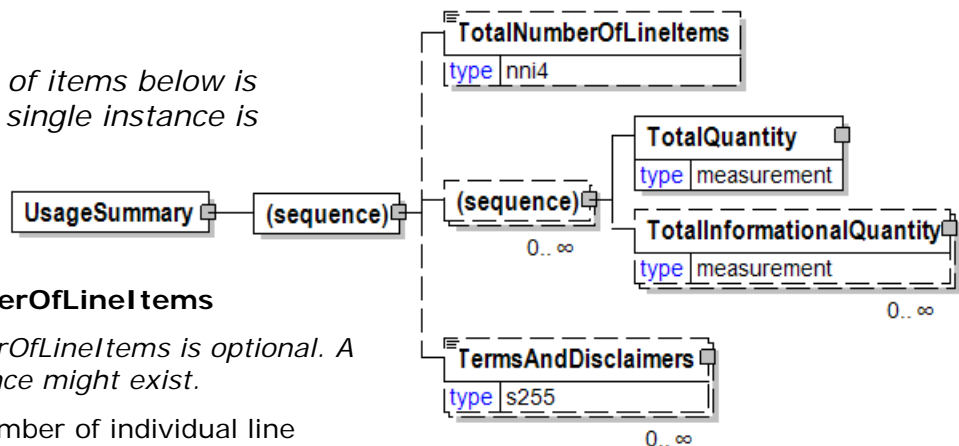 TotalNumberOfLineItems
type nni4
of items below is
single instance is
TotalQuantity
type measurement
UsageSummary
(sequence)
(sequence)
0.. ∞
TotalInformationalQuantity
type measurement
0.. ∞
erOfLineItems
rOfLineItems is optional. A
nce might exist.
mber of individual line
TermsAndDisclaimers
type s255
0.. ∞